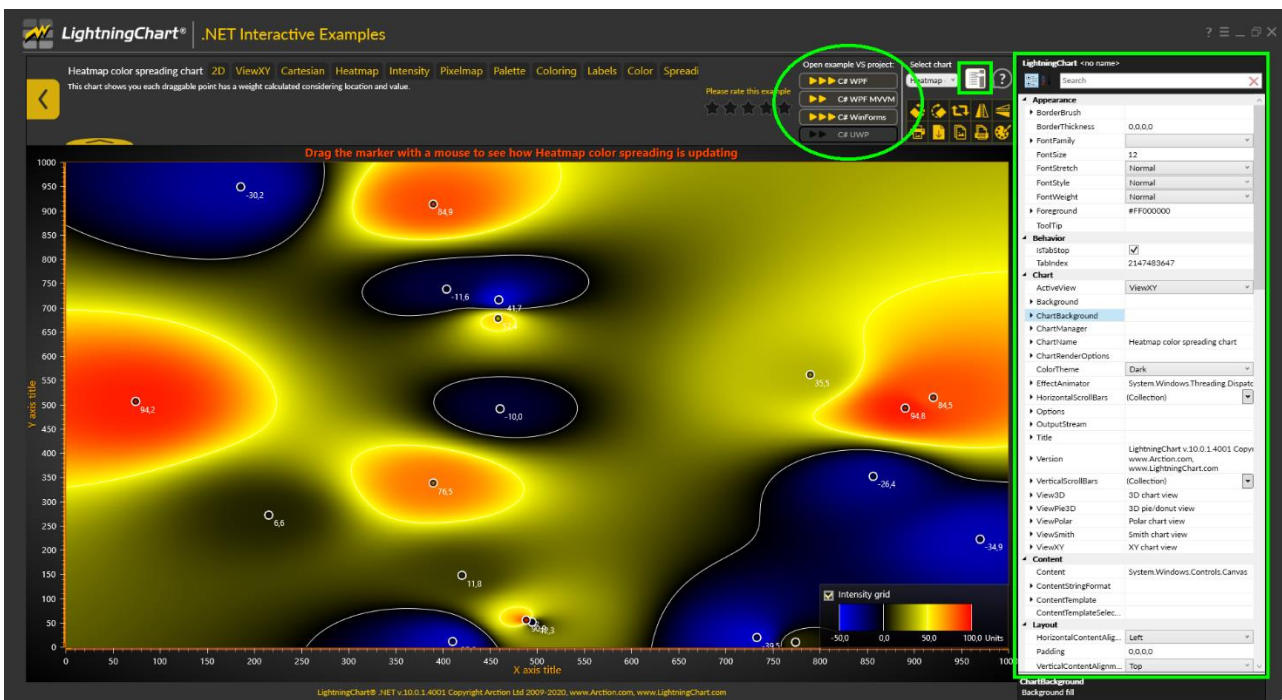 LightningChart® .NET Interactive Examples
Heatmap color spreading chart 2D ViewXY Cartesian Heatmap Intensity Pixelmap Palette Coloring Labels Color Spreadi
This chart shows you each draggable point has a weight calculated considering location and value.
Please rate this example
Open example VS project:
C# WPF
C# WPF MVVM
C# WinForms
C# UWP
Select chart
Heatmap
Drag the marker with a mouse to see how Heatmap color spreading is updating
Y axis title
1000
950
900
850
800
750
700
650
600
550
500
450
400
350
300
250
200
150
100
50
0
-30,2
84,9
-11,6
-41,7
94,2
-10,0
35,5
84,5
94,8
76,5
-26,4
6,6
-34,9
11,8
-39,5
Intensity grid
-50,0 0,0 50,0 100,0 Units
0 50 100 150 200 250 300 350 400 450 500 550 600 650 700 750 800 850 900 950
X axis title
LightningChart® .NET v.10.0.1.4001 Copyright Arction Ltd 2009-2020, www.Arction.com, www.LightningChart.com
LightningChart <no name>
Search
Appearance
BorderBrush
BorderThickness 0,0,0,0
FontFamily
FontSize 12
FontStretch Normal
FontStyle Normal
FontWeight Normal
Foreground #FF000000
ToolTip
Behavior
IsTabStop
TabIndex 2147483647
Chart
ActiveView ViewXY
Background
ChartBackground
ChartManager
ChartName Heatmap color spreading chart
ChartRenderOptions
ColorTheme Dark
EffectAnimator System.Windows.Threading.Dispatc
HorizontalScrollBars (Collection)
Options
OutputStream
Title
Version LightningChart v.10.0.1.4001 Copyri
www.Arction.com,
www.LightningChart.com
VerticalScrollBars (Collection)
View3D 3D chart view
ViewPie3D 3D pie/donut view
ViewPolar Polar chart view
ViewSmith Smith chart view
ViewXY XY chart view
Content
Content System.Windows.Controls.Canvas
ContentStringFormat
ContentTemplate
ContentTemplateSelec...
Layout
HorizontalContentAlig... Left
Padding 0,0,0,0
VerticalContentAlignm... Top
ChartBackground
Background fill